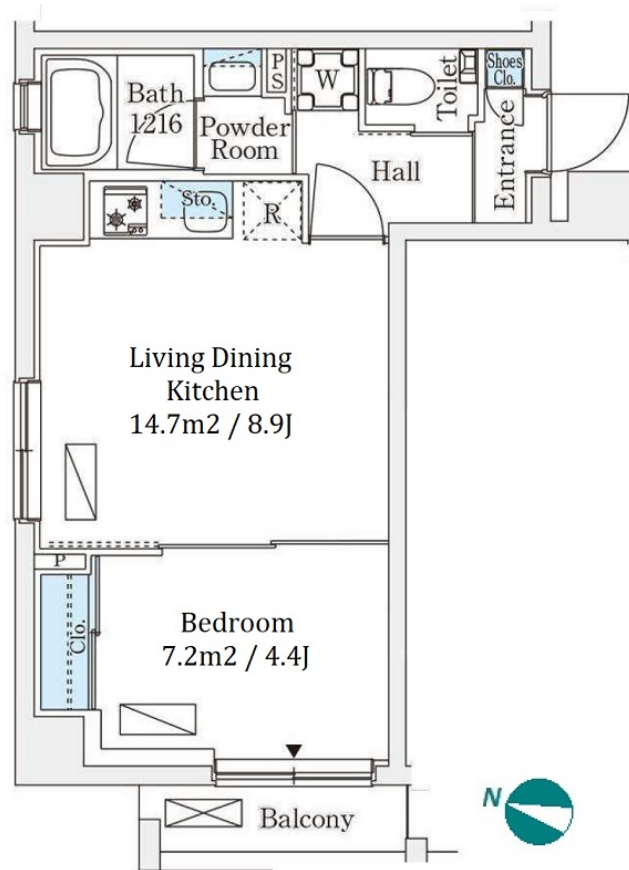 Bath
1216
P
S
W
Toilet
Shoes
Clo.
Powder
Room
Hall
Entrance
Sto.
R
Living Dining
Kitchen
14.7m2 / 8.9J
P
Clo.
Bedroom
7.2m2 / 4.4J
Balcony
N